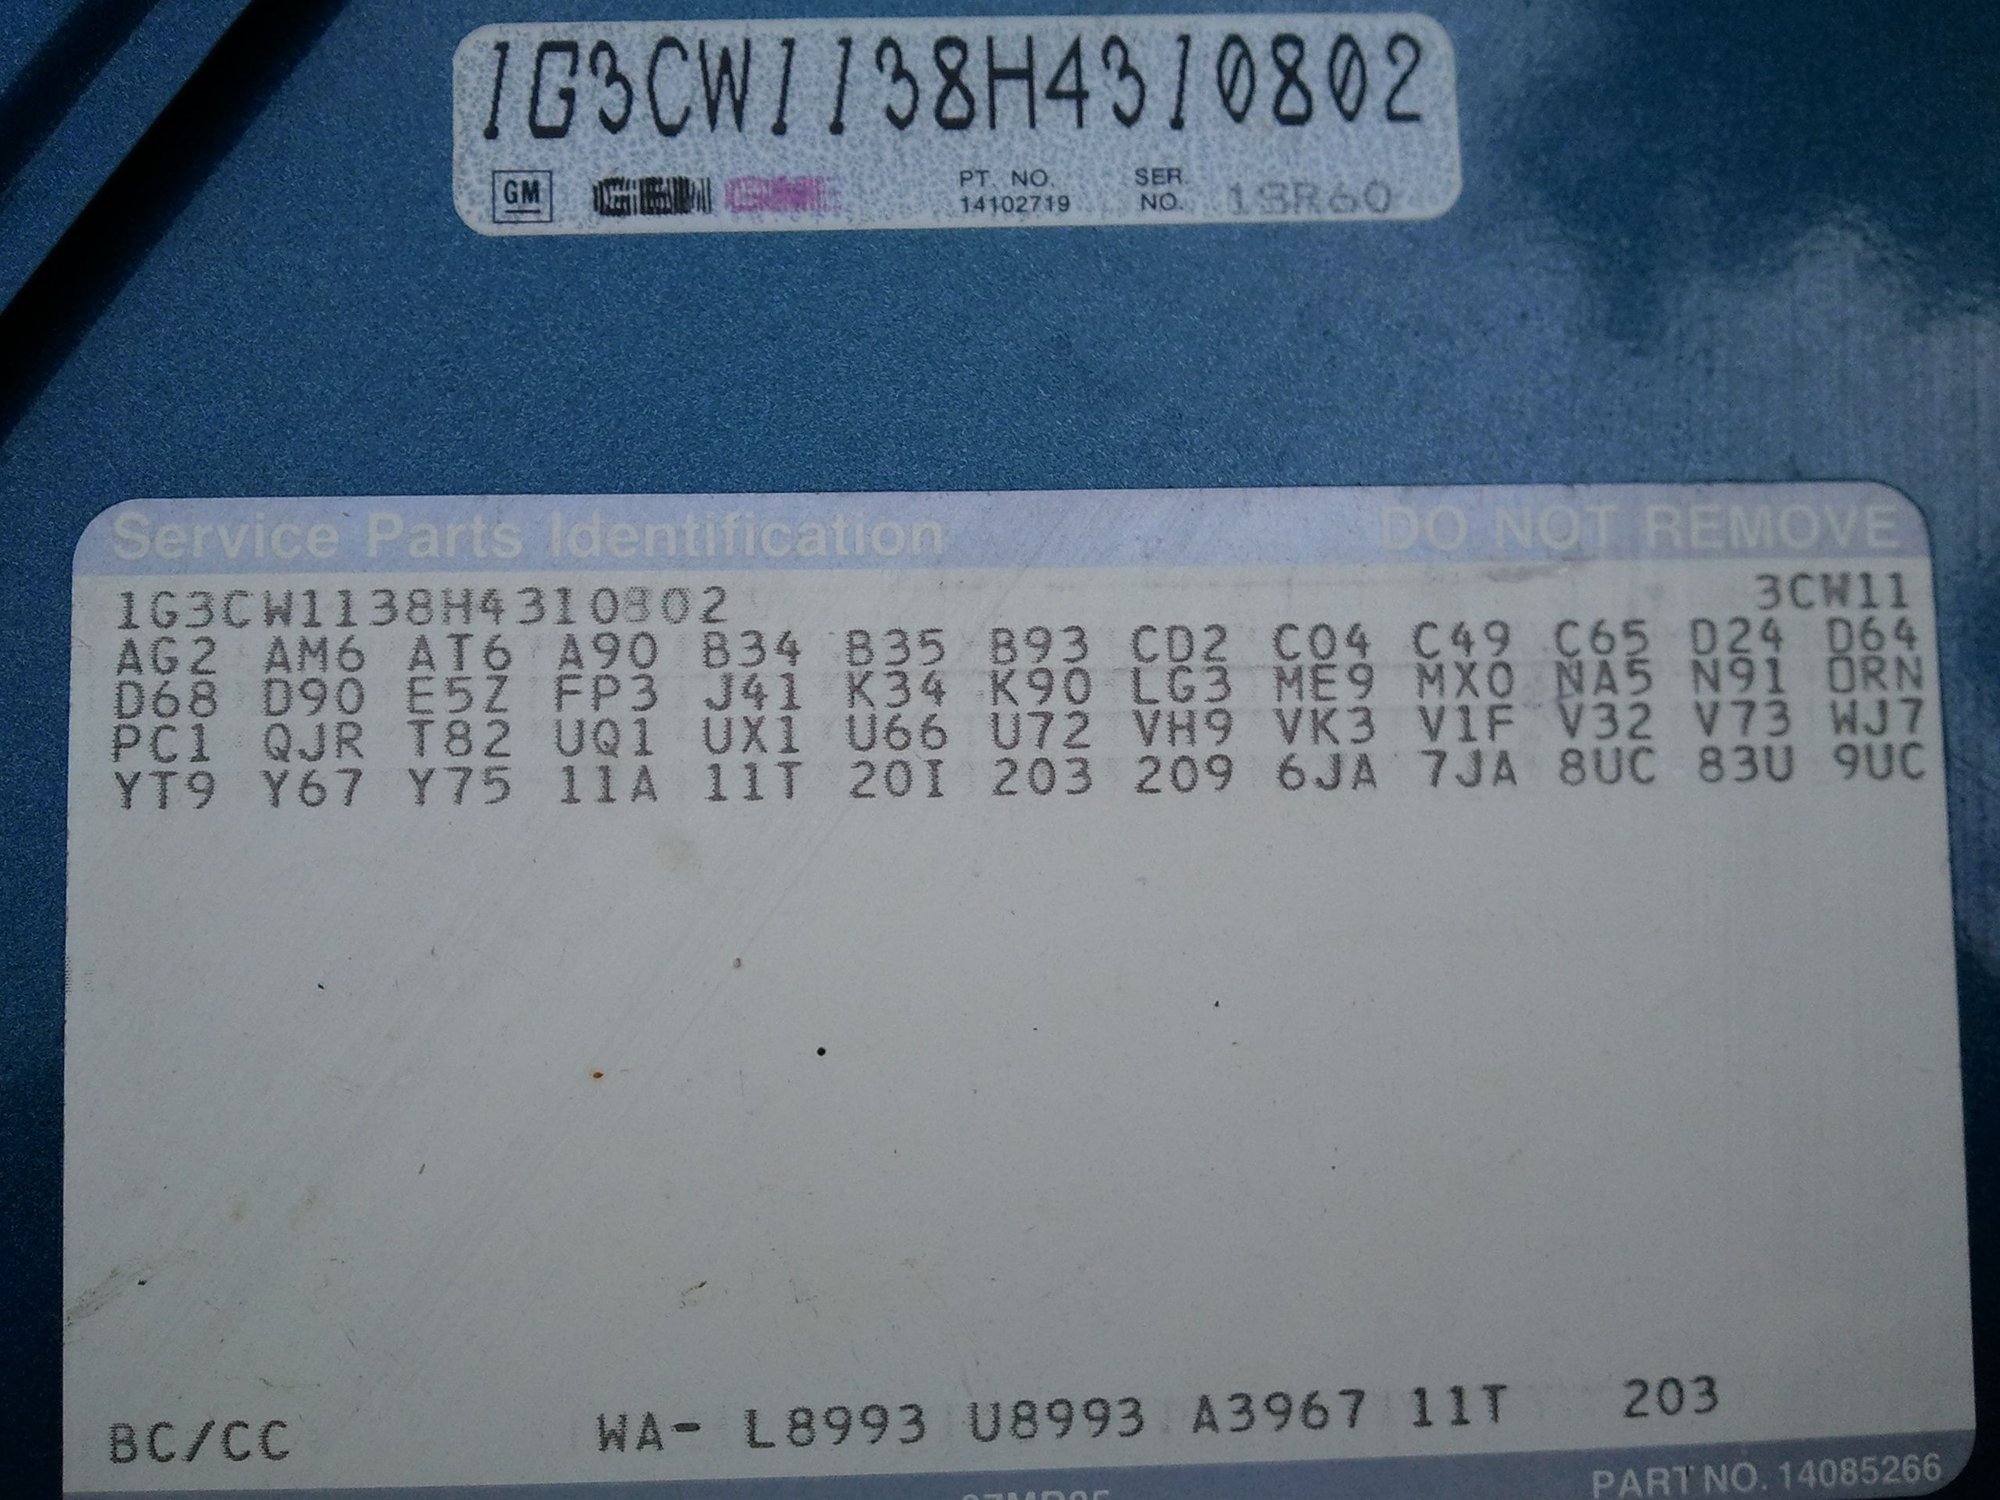 1G3CW1138H4310802
GM PT. NO. SER.
14102719 NO. 1SR60
Service Parts Identification DO NOT REMOVE
1G3CW1138H4310802 3CW11
AG2 AM6 AT6 A90 B34 B35 B93 CD2 C04 C49 C65 D24 D64
D68 D90 E5Z FP3 J41 K34 K90 LG3 ME9 MX0 NA5 N91 ORN
PC1 QJR T82 UQ1 UX1 U66 U72 VH9 VK3 V1F V32 V73 WJ7
YT9 Y67 Y75 11A 11T 20I 203 209 6JA 7JA 8UC 83U 9UC
BC/CC WA- L8993 U8993 A3967 11T 203
PART NO. 14085266